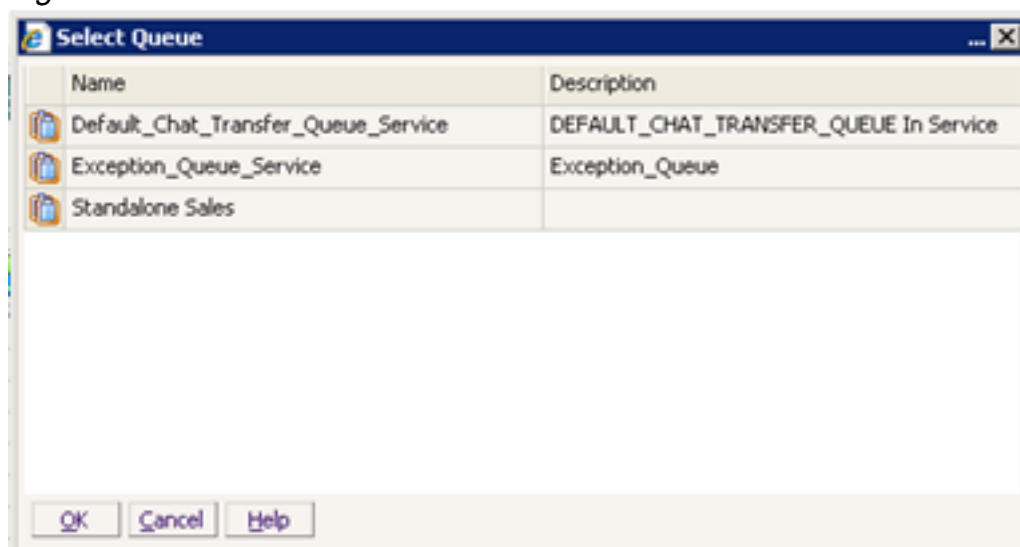 Select Queue ...
Name Description
Default_Chat_Transfer_Queue_Service DEFAULT_CHAT_TRANSFER_QUEUE In Service
Exception_Queue_Service Exception_Queue
Standalone Sales
OK Cancel Help